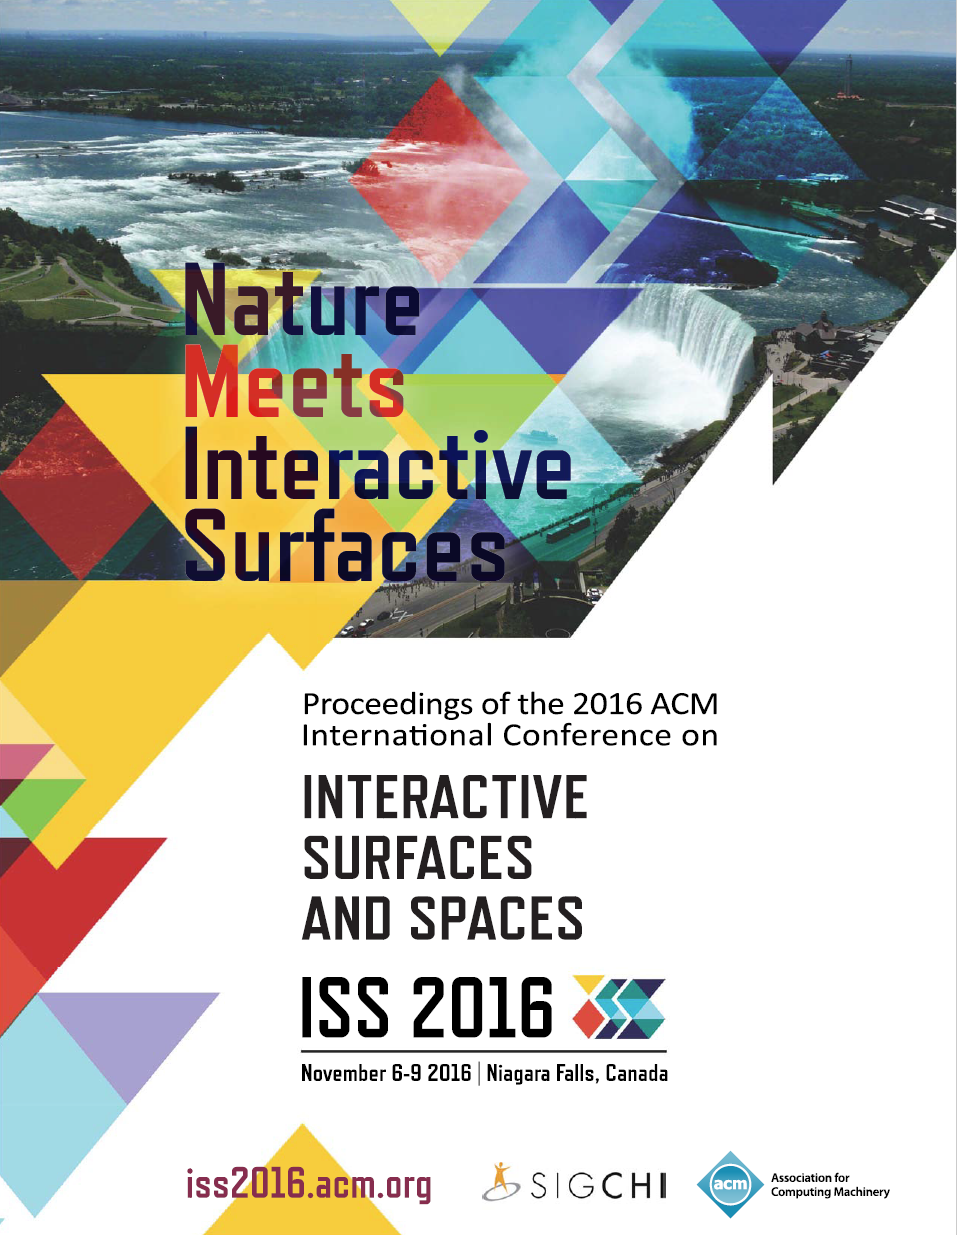 Nature
Meets
Interactive
Surfaces
Proceedings of the 2016 ACM
International Conference on
INTERACTIVE
SURFACES
AND SPACES
ISS 2016
November 6-9 2016 | Niagara Falls, Canada
iss2016.acm.org
SIGCHI
acm
Association for
Computing Machinery